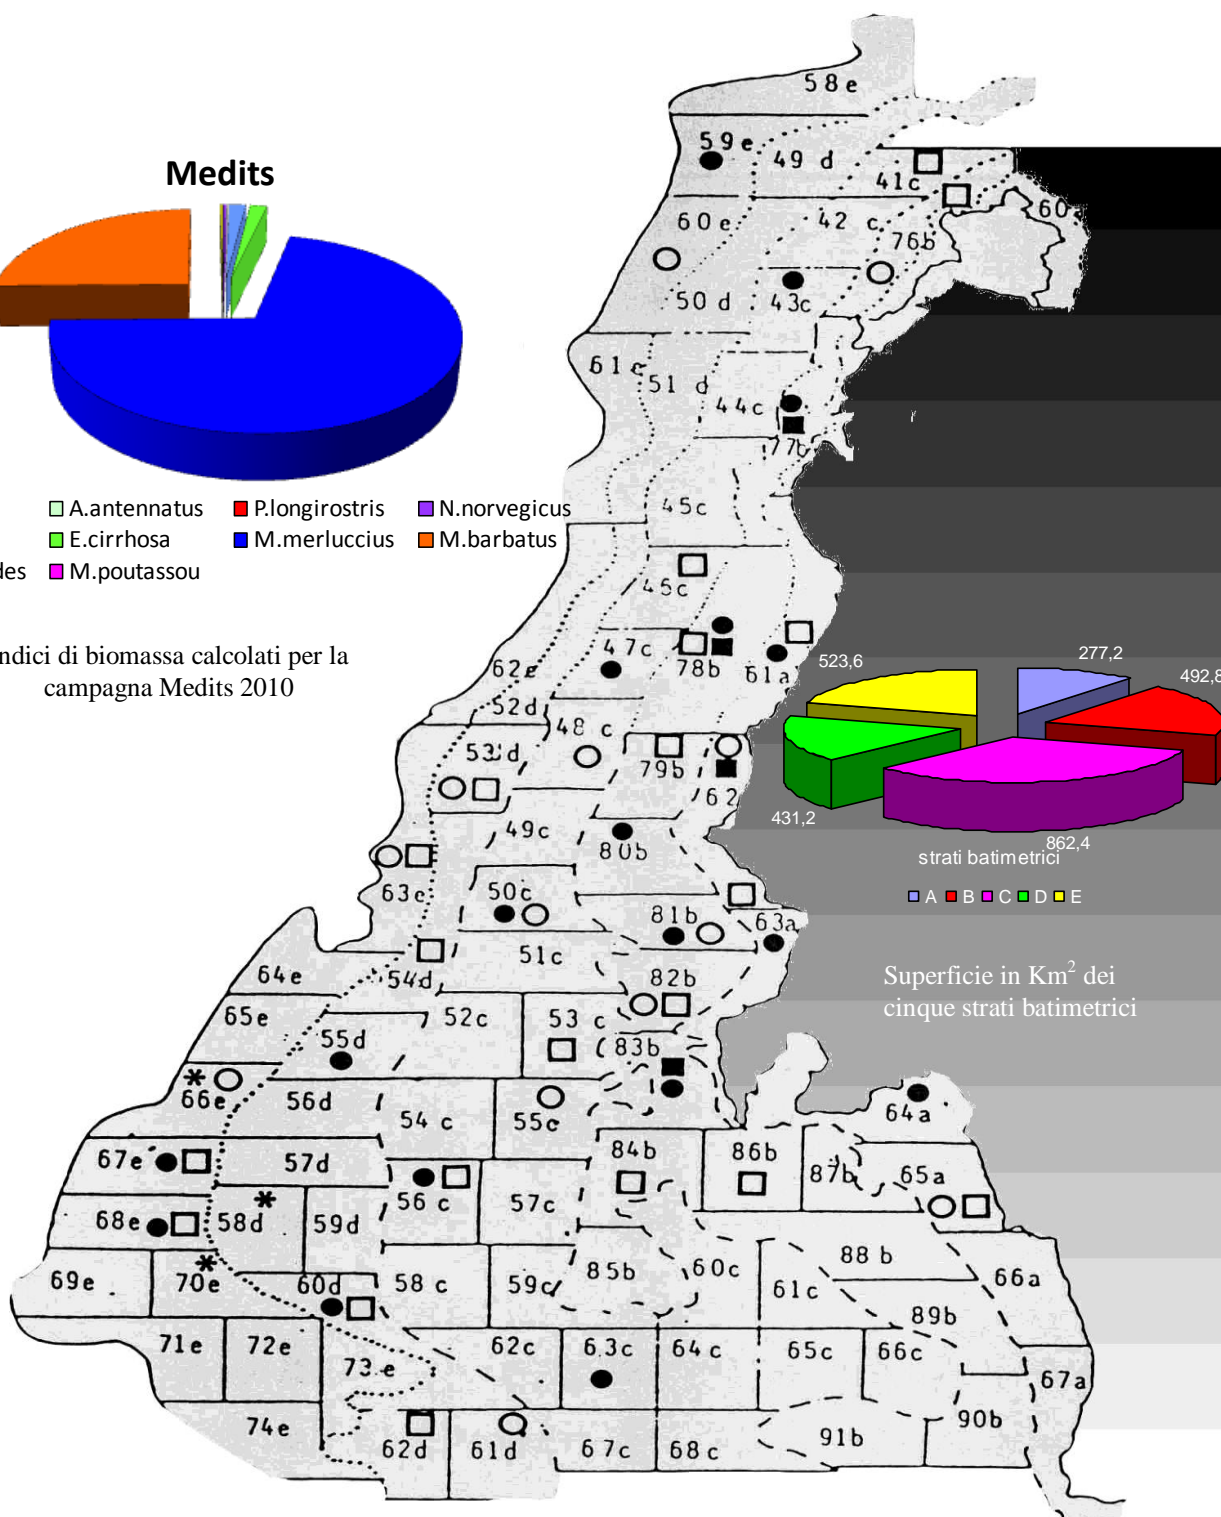 58e
59e
49 d
41c
Medits
60e
42 c
60
76b
50 d
43c
61e
51 d
44c
77b
A.antennatus P.longirostris N.norvegicus
45c
E.cirrhosa M.merluccius M.barbatus
des M.poutassou
46c
47c
ndici di biomassa calcolati per la
campagna Medits 2010
62e
78b
61a
523,6
277,2
492,8
52d
48 c
53 d
79b
62
431,2
862,4
49c
80b
strati batimetrici
A B C D E
63e
50c
81b
63a
51c
64e
54d
82b
Superficie in Km² dei
cinque strati batimetrici
65e
52c
53 c
55d
83b
66e
56d
54 c
55c
64a
67e
57d
84b
86b
87b
65a
68e
58d
59d
56 c
57c
88 b
69e
70e
60d
58 c
59c
85b
60c
61c
66a
89b
71e
72e
73 e
62c
63c
64c
65c
66c
67a
74e
62d
61d
67c
68c
91b
90b